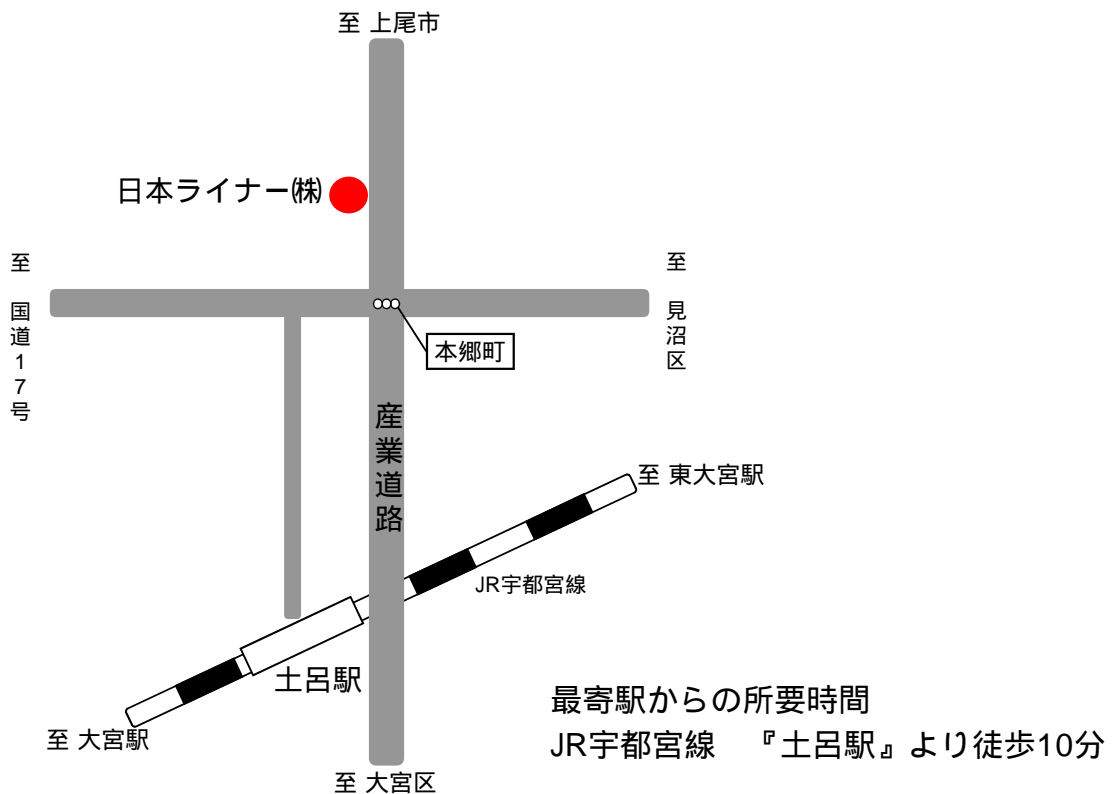 至 上尾市
日本ライナー㈱
至 国道17号
至 見沼区
本郷町
産業道路
至 東大宮駅
JR宇都宮線
土呂駅
至 大宮駅
至 大宮区
最寄駅からの所要時間
JR宇都宮線　『土呂駅』より徒歩10分